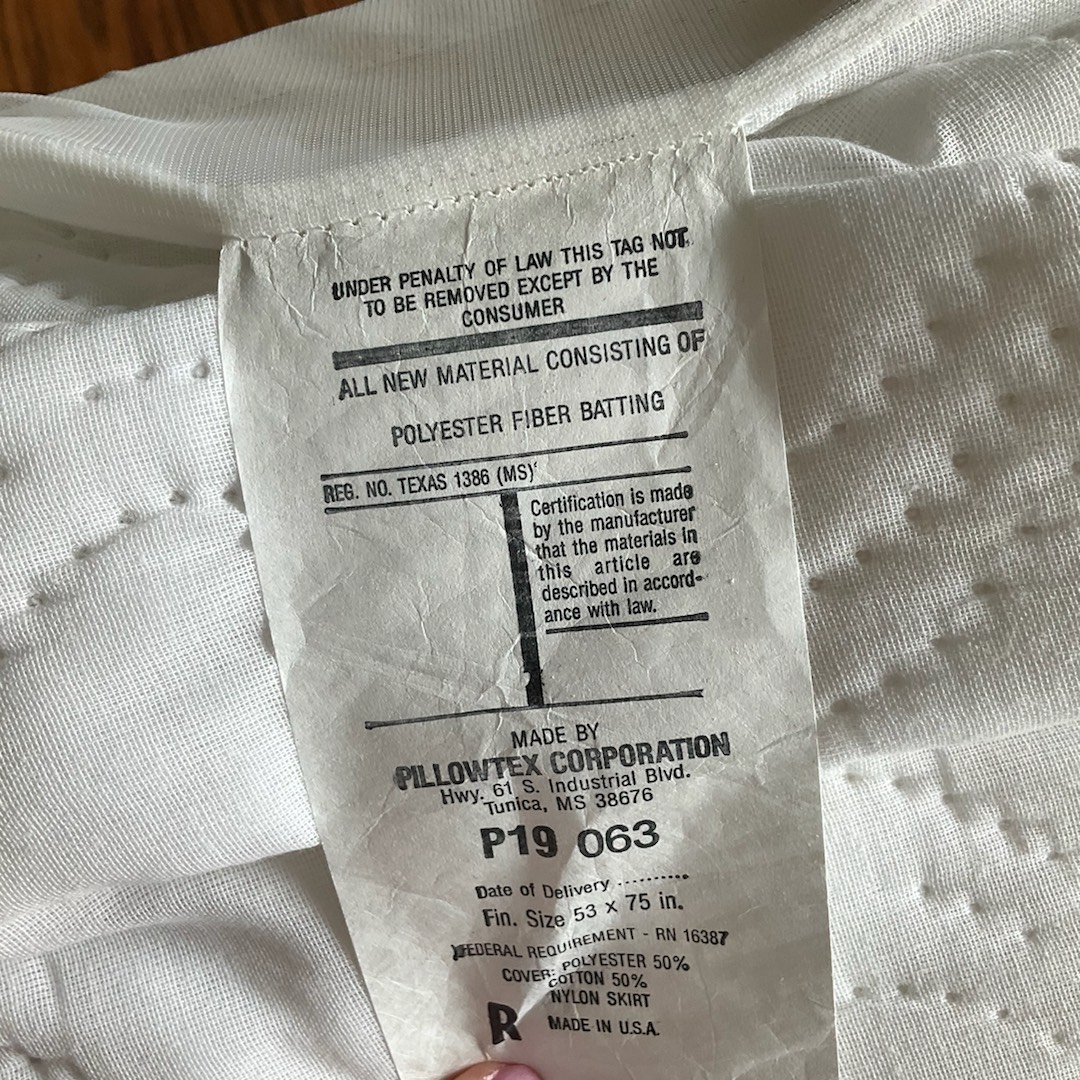 UNDER PENALTY OF LAW THIS TAG NOT
TO BE REMOVED EXCEPT BY THE
CONSUMER
ALL NEW MATERIAL CONSISTING OF
POLYESTER FIBER BATTING
REG. NO. TEXAS 1386 (MS)
Certification is made
by the manufacturer
that the materials in
this article are
described in accord-
ance with law.
MADE BY
PILLOWTEX CORPORATION
Hwy. 61 S. Industrial Blvd.
Tunica, MS 38676
P19 063
Date of Delivery ..........
Fin. Size 53 x 75 in.
FEDERAL REQUIREMENT - RN 16387
COVER: POLYESTER 50%
COTTON 50%
NYLON SKIRT
R MADE IN U.S.A.